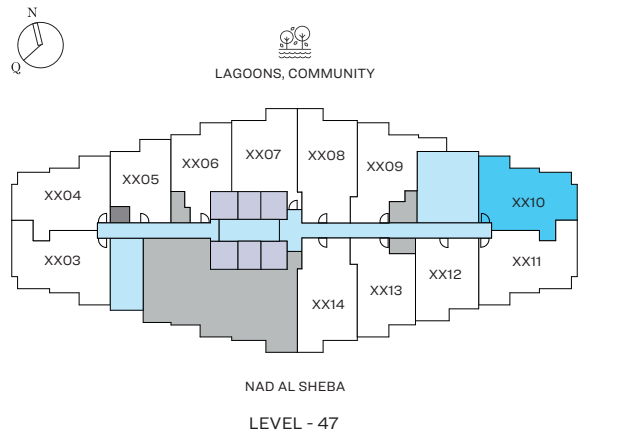 N
Q
LAGOONS, COMMUNITY
XX07
XX08
XX06
XX09
XX05
XX04
XX10
XX03
XX11
XX12
XX13
XX14
NAD AL SHEBA
LEVEL - 47